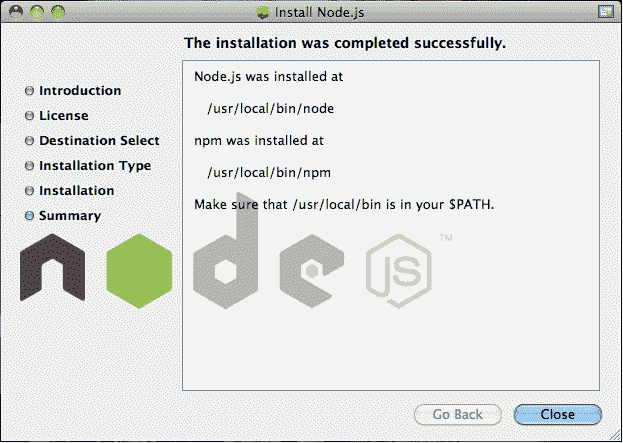 Install Node.js
The installation was completed successfully.
Introduction
License
Destination Select
Installation Type
Installation
Summary
Node.js was installed at
/usr/local/bin/node
npm was installed at
/usr/local/bin/npm
Make sure that /usr/local/bin is in your $PATH.
node
JS
TM
Go Back
Close